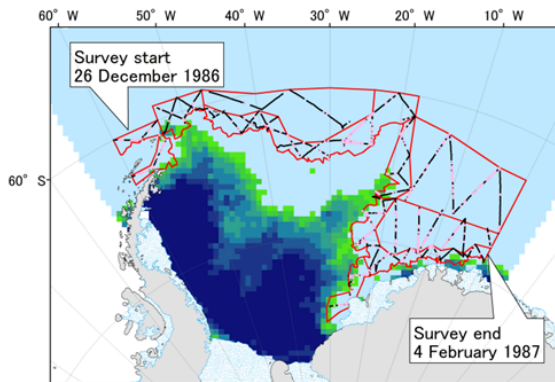 60° W
50° W
40° W
30° W
20° W
10° W
Survey start
26 December 1986
60° S
Survey end
4 February 1987